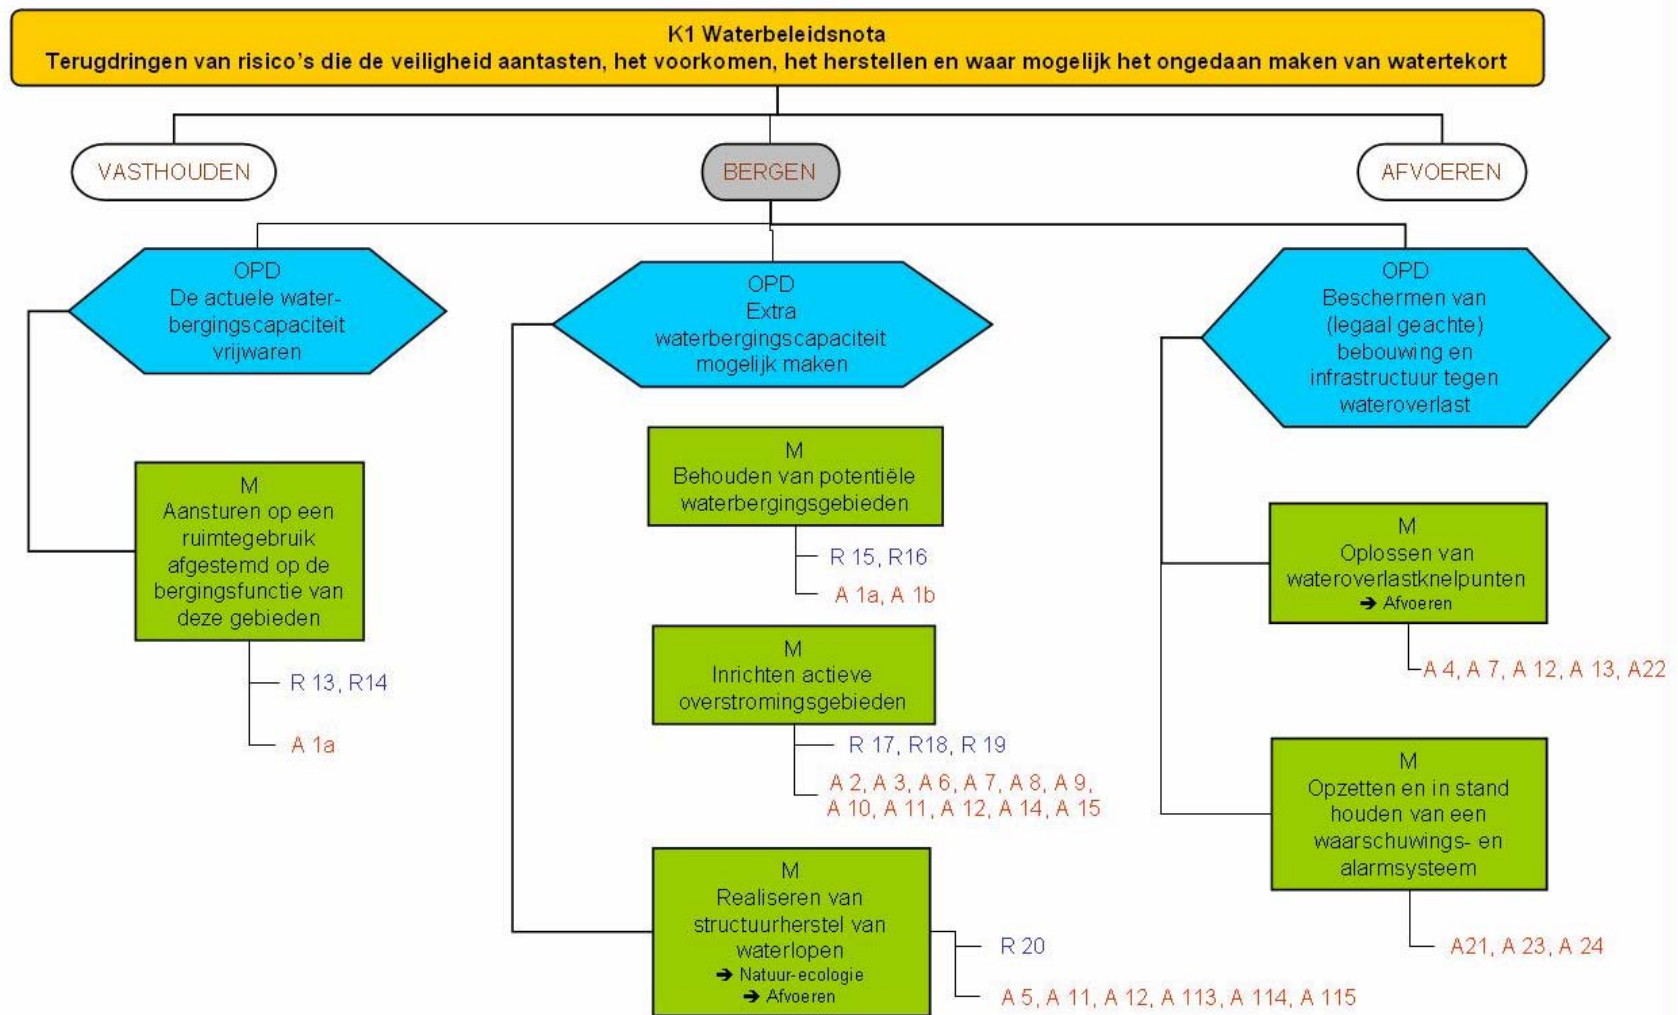 K1 Waterbeleidsnota
Terugdringen van risico's die de veiligheid aantasten, het voorkomen, het herstellen en waar mogelijk het ongedaan maken van watertekort
VASTHOUDEN
BERGEN
AFVOEREN
OPD
De actuele water-
bergingscapaciteit
vrijwaren
M
Aansturen op een
ruimtegebruik
afgestemd op de
bergingsfunctie van
deze gebieden
R 13, R14
A 1a
OPD
Extra
waterbergingscapaciteit
mogelijk maken
M
Behouden van potentiële
waterbergingsgebieden
R 15, R16
A 1a, A 1b
M
Inrichten actieve
overstromingsgebieden
R 17, R18, R 19
A 2, A 3, A 6, A 7, A 8, A 9,
A 10, A 11, A 12, A 14, A 15
M
Realiseren van
structuurherstel van
waterlopen
➔ Natuur-ecologie
➔ Afvoeren
R 20
A 5, A 11, A 12, A 113, A 114, A 115
OPD
Beschermen van
(legaal geachte)
bebouwing en
infrastructuur tegen
wateroverlast
M
Oplossen van
wateroverlastknelpunten
➔ Afvoeren
A 4, A 7, A 12, A 13, A22
M
Opzetten en in stand
houden van een
waarschuwings- en
alarmsysteem
A21, A 23, A 24